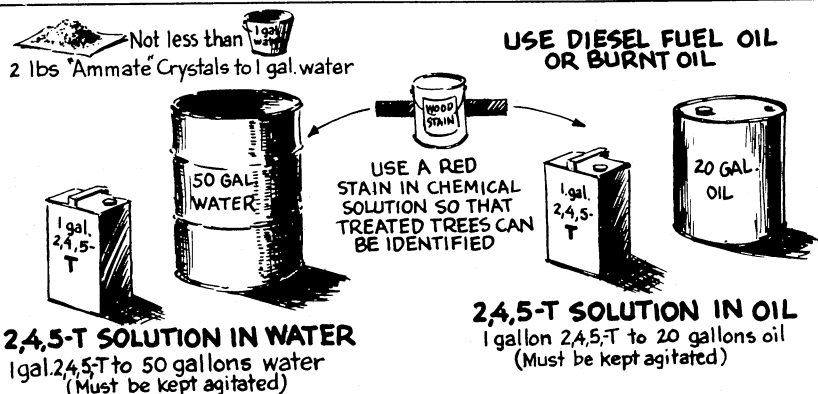 Not less than
1 gal.
water
2 lbs "Ammate" Crystals to 1 gal. water
USE DIESEL FUEL OIL
OR BURNT OIL
WOOD
STAIN
USE A RED
STAIN IN CHEMICAL
SOLUTION SO THAT
TREATED TREES CAN
BE IDENTIFIED
1 gal.
2,4,5-
T
50 GAL.
WATER
2,4,5-T SOLUTION IN WATER
1 gal. 2,4,5,-T to 50 gallons water
(Must be kept agitated)
1 gal.
2,4,5-
T
20 GAL.
OIL
2,4,5-T SOLUTION IN OIL
1 gallon 2,4,5,-T to 20 gallons oil
(Must be kept agitated)